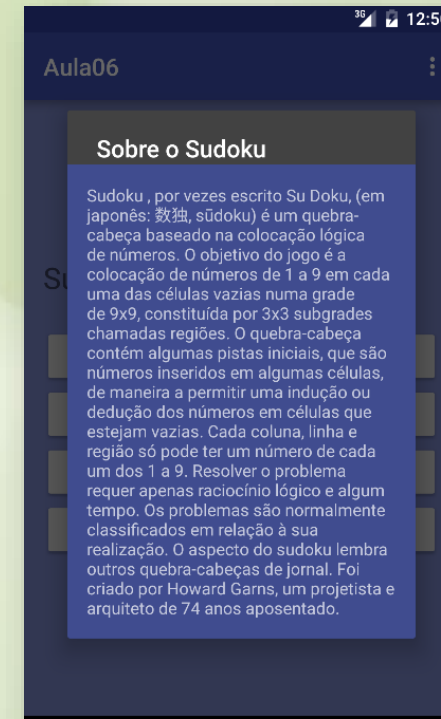 3G 12:50
Aula06
Sobre o Sudoku
Sudoku , por vezes escrito Su Doku, (em
japonês: 数独, sūdoku) é um quebra-
cabeça baseado na colocação lógica
de números. O objetivo do jogo é a
colocação de números de 1 a 9 em cada
uma das células vazias numa grade
de 9x9, constituída por 3x3 subgrades
chamadas regiões. O quebra-cabeça
contém algumas pistas iniciais, que são
números inseridos em algumas células,
de maneira a permitir uma indução ou
dedução dos números em células que
estejam vazias. Cada coluna, linha e
região só pode ter um número de cada
um dos 1 a 9. Resolver o problema
requer apenas raciocínio lógico e algum
tempo. Os problemas são normalmente
classificados em relação à sua
realização. O aspecto do sudoku lembra
outros quebra-cabeças de jornal. Foi
criado por Howard Garns, um projetista e
arquiteto de 74 anos aposentado.